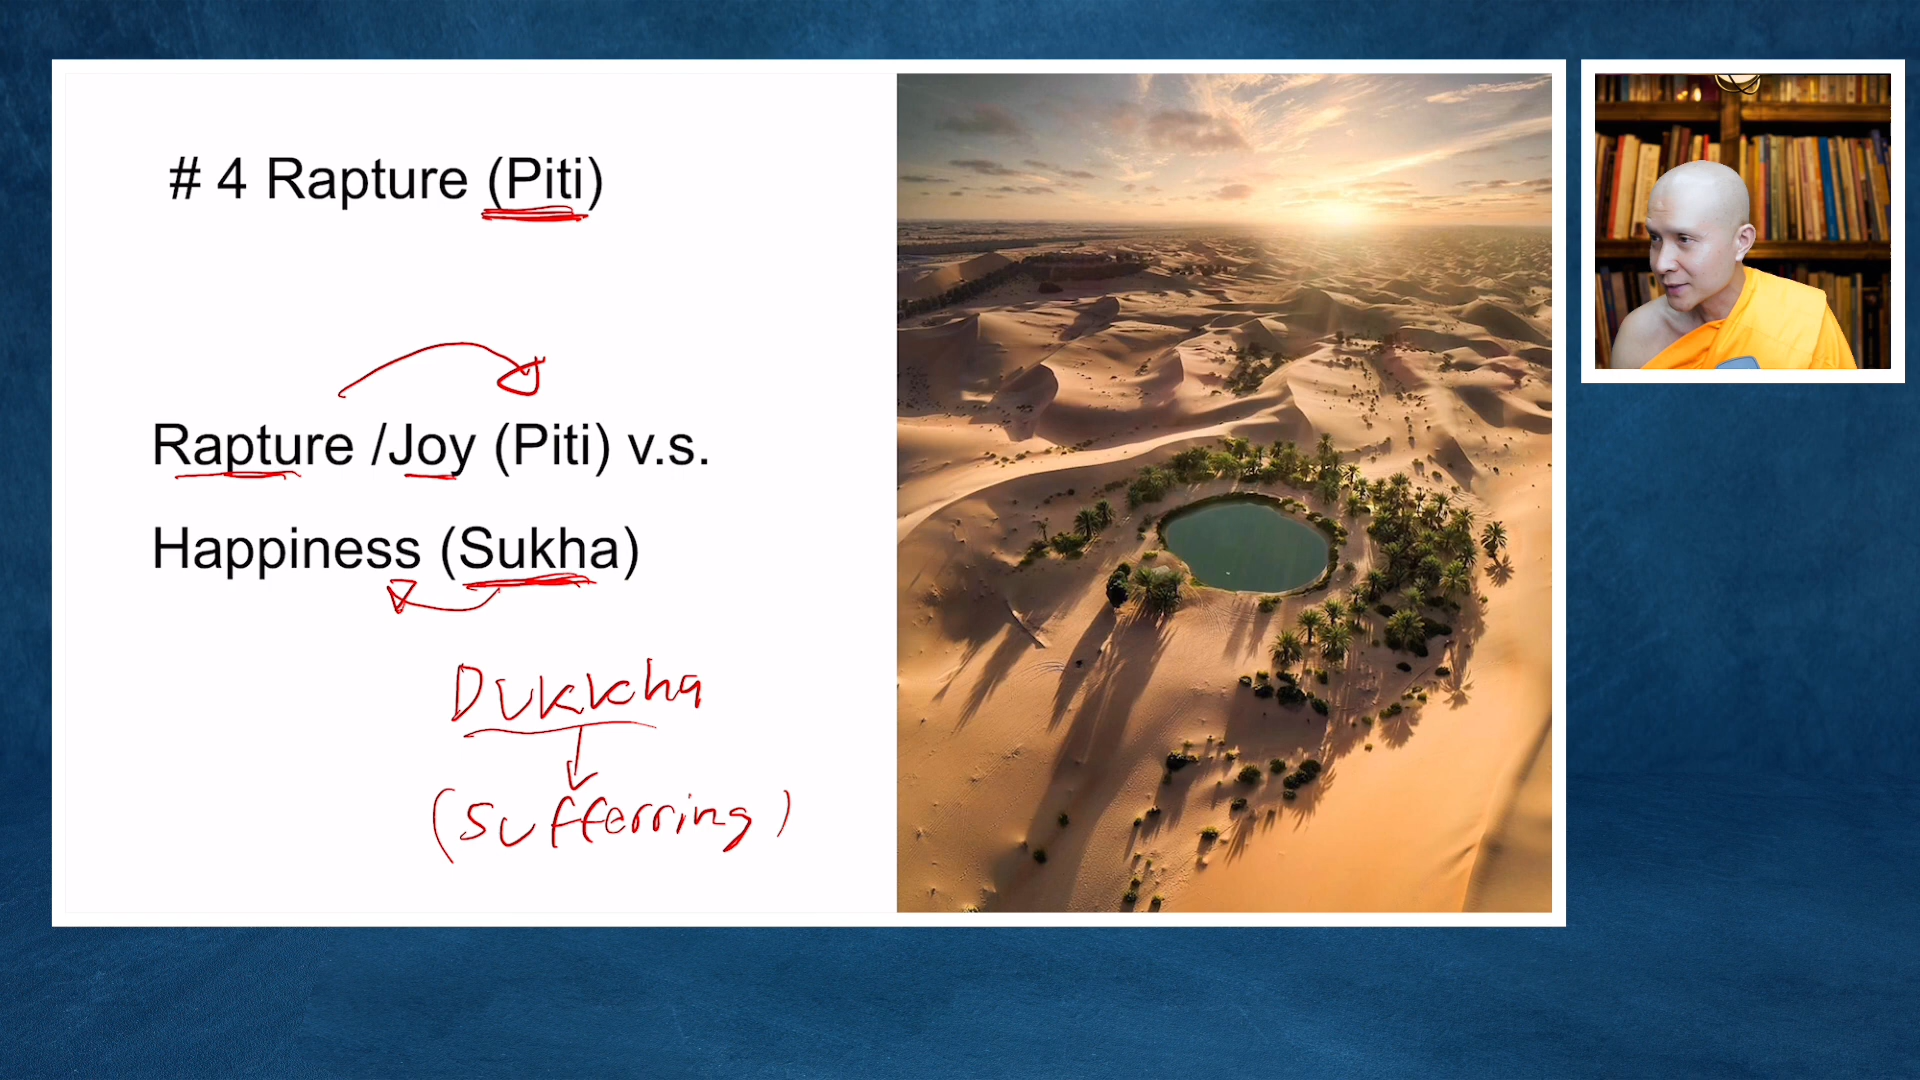 # 4 Rapture (Piti)
Rapture /Joy (Piti) v.s.
Happiness (Sukha)
Dukkha
(sufferring)